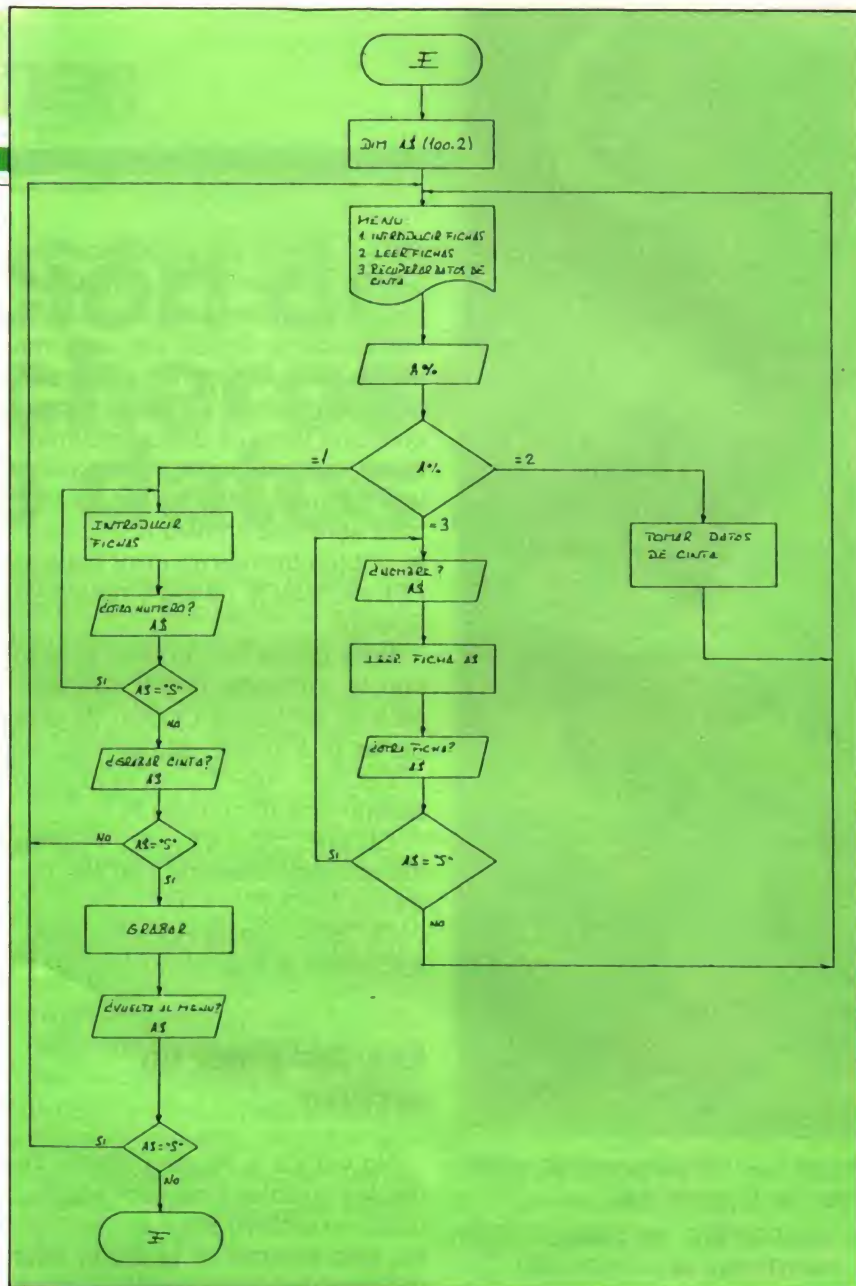 I
DIM A$ (100.2)
MENU:
1 INTRODUCIR FICHAS
2 LEER FICHAS
3 RECUPERAR DATOS DE
CINTA
A%
A%
=1
=2
=3
INTRODUCIR
FICHAS
¿OTRO NUMERO?
A$
A$="S"
SI
NO
¿GRABAR CINTA?
A$
A$="S"
NO
SI
GRABAR
¿VUELTA AL MENU?
A$
A$="S"
SI
NO
F
¿NOMBRE?
A$
LEER FICHA A$
¿OTRA FICHA?
A$
A$="S"
SI
NO
TOMAR DATOS
DE CINTA